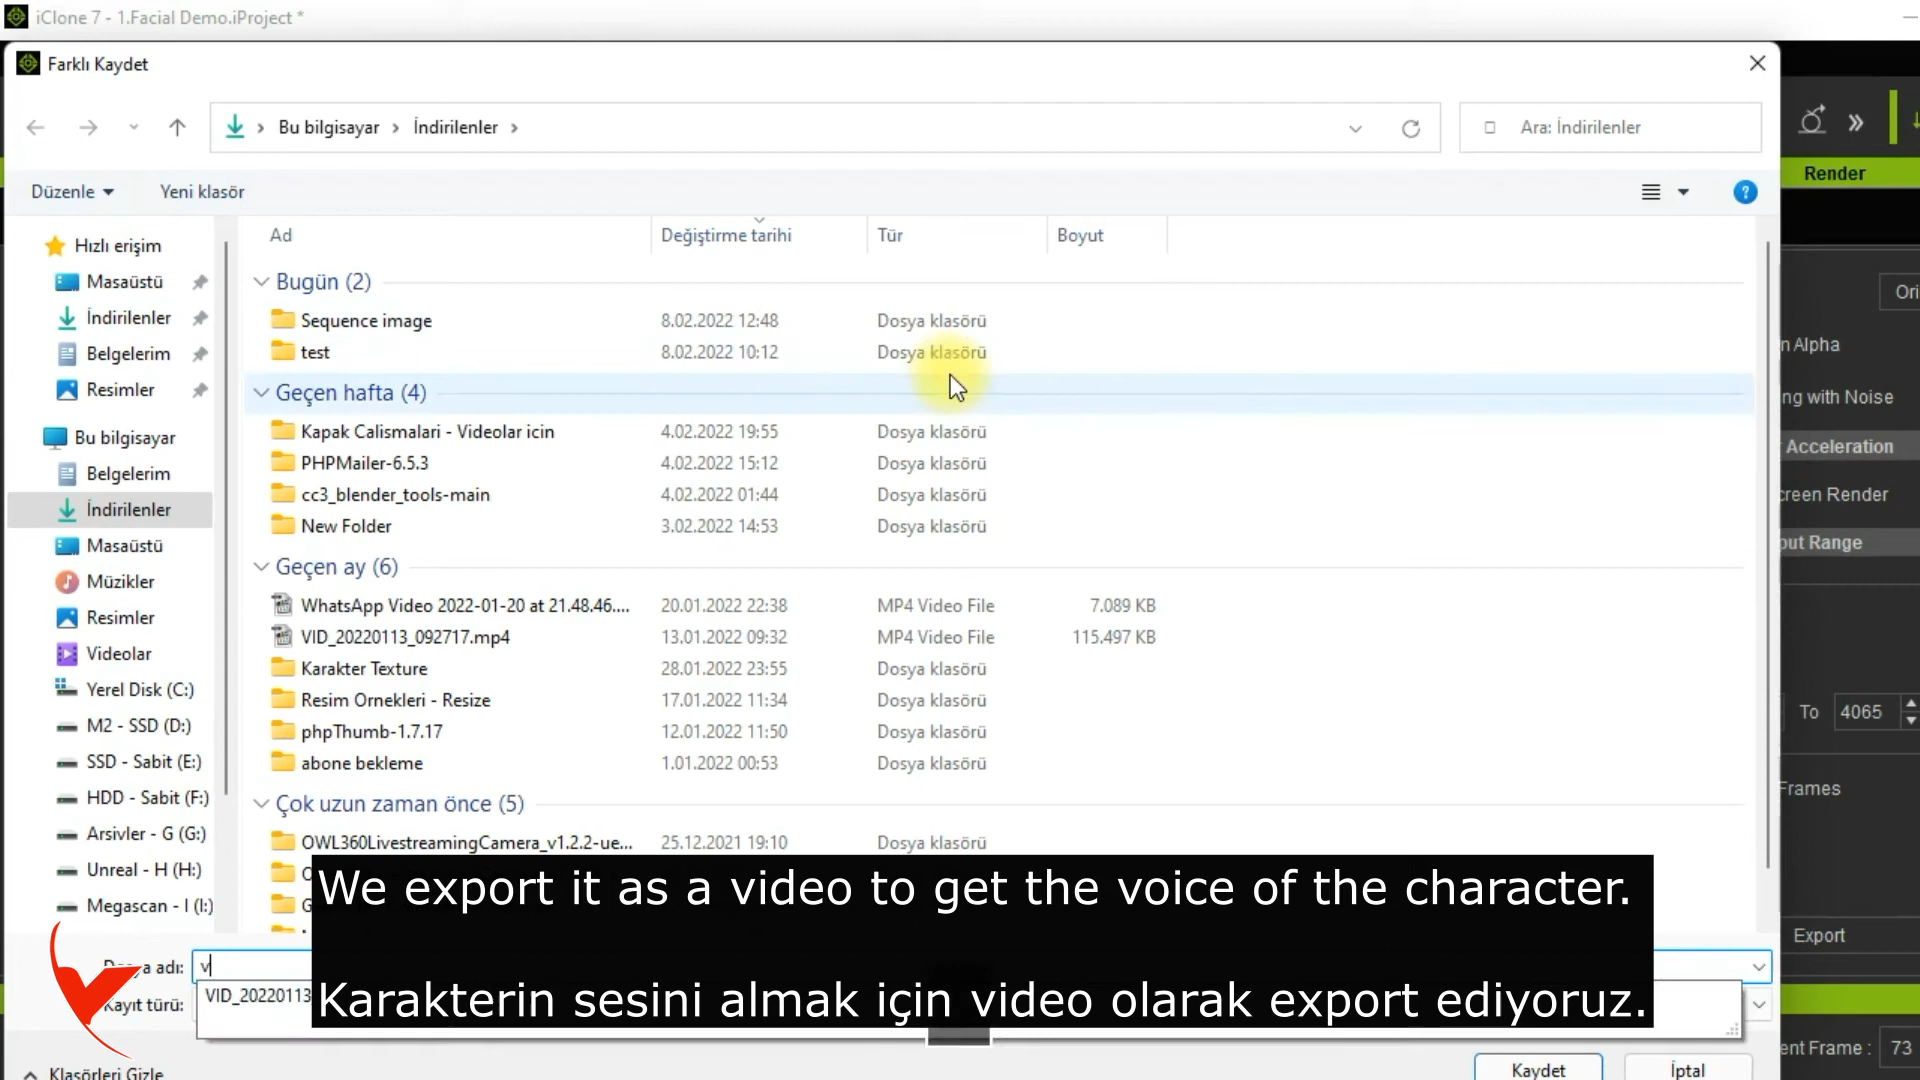 iClone 7 - 1.Facial Demo.iProject *
Farklı Kaydet
Bu bilgisayar > İndirilenler >
Ara: İndirilenler
Render
Düzenle
Yeni klasör
Ad
Değiştirme tarihi
Tür
Boyut
Hızlı erişim
Masaüstü
İndirilenler
Belgelerim
Resimler
Bu bilgisayar
Belgelerim
İndirilenler
Masaüstü
Müzikler
Resimler
Videolar
Yerel Disk (C:)
M2 - SSD (D:)
SSD - Sabit (E:)
HDD - Sabit (F:)
Arsivler - G (G:)
Unreal - H (H:)
Megascan - I (I:)
Bugün (2)
Sequence image 8.02.2022 12:48 Dosya klasörü
test 8.02.2022 10:12 Dosya klasörü
Geçen hafta (4)
Kapak Calismalari - Videolar icin 4.02.2022 19:55 Dosya klasörü
PHPMailer-6.5.3 4.02.2022 15:12 Dosya klasörü
cc3_blender_tools-main 4.02.2022 01:44 Dosya klasörü
New Folder 3.02.2022 14:53 Dosya klasörü
Geçen ay (6)
WhatsApp Video 2022-01-20 at 21.48.46.... 20.01.2022 22:38 MP4 Video File 7.089 KB
VID_20220113_092717.mp4 13.01.2022 09:32 MP4 Video File 115.497 KB
Karakter Texture 28.01.2022 23:55 Dosya klasörü
Resim Ornekleri - Resize 17.01.2022 11:34 Dosya klasörü
phpThumb-1.7.17 12.01.2022 11:50 Dosya klasörü
abone bekleme 1.01.2022 00:53 Dosya klasörü
Çok uzun zaman önce (5)
OWL360LivestreamingCamera_v1.2.2-ue... 25.12.2021 19:10 Dosya klasörü
Ori
n Alpha
ng with Noise
Acceleration
creen Render
put Range
To 4065
Frames
Export
ent Frame : 73
We export it as a video to get the voice of the character.
Karakterin sesini almak için video olarak export ediyoruz.
a adı: v
VID_20220113
Kayıt türü:
Klasörleri Gizle
Kaydet
İptal